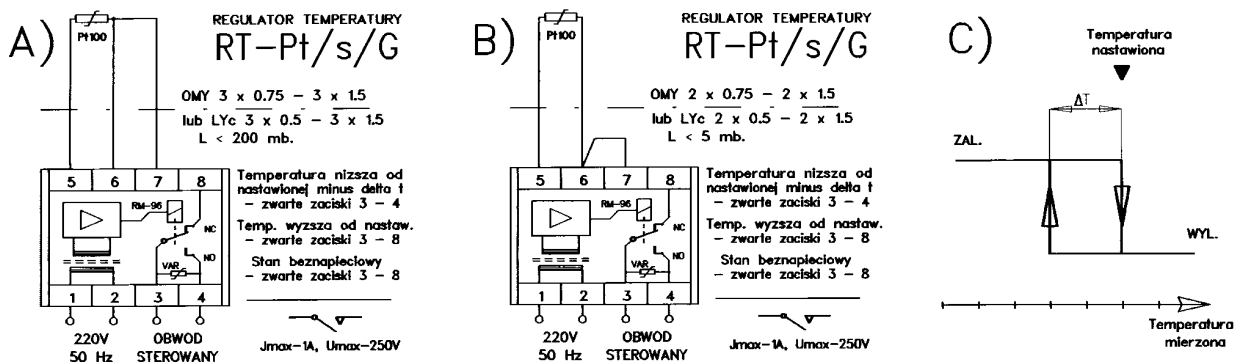 A)
Pt100
REGULATOR TEMPERATURY
RT-Pt/s/G
OMY 3 x 0.75 - 3 x 1.5
lub LYc 3 x 0.5 - 3 x 1.5
L < 200 mb.
5 6 7 8
RM-96
NC
NO
VAR
1 2 3 4
220V
50 Hz
OBWOD
STEROWANY
Temperatura nizsza od
nastawionej minus delta t
- zwarte zaciski 3 - 4
Temp. wyzsza od nastaw.
- zwarte zaciski 3 - 8
Stan beznapieciowy
- zwarte zaciski 3 - 8
Jmax-1A, Umax-250V
B)
Pt100
REGULATOR TEMPERATURY
RT-Pt/s/G
OMY 2 x 0.75 - 2 x 1.5
lub LYc 2 x 0.5 - 2 x 1.5
L < 5 mb.
5 6 7 8
RM-96
NC
NO
VAR
1 2 3 4
220V
50 Hz
OBWOD
STEROWANY
Temperatura nizsza od
nastawionej minus delta t
- zwarte zaciski 3 - 4
Temp. wyzsza od nastaw.
- zwarte zaciski 3 - 8
Stan beznapieciowy
- zwarte zaciski 3 - 8
Jmax-1A, Umax-250V
C)
Temperatura
nastawiona
ΔT
ZAL.
WYL.
Temperatura
mierzona